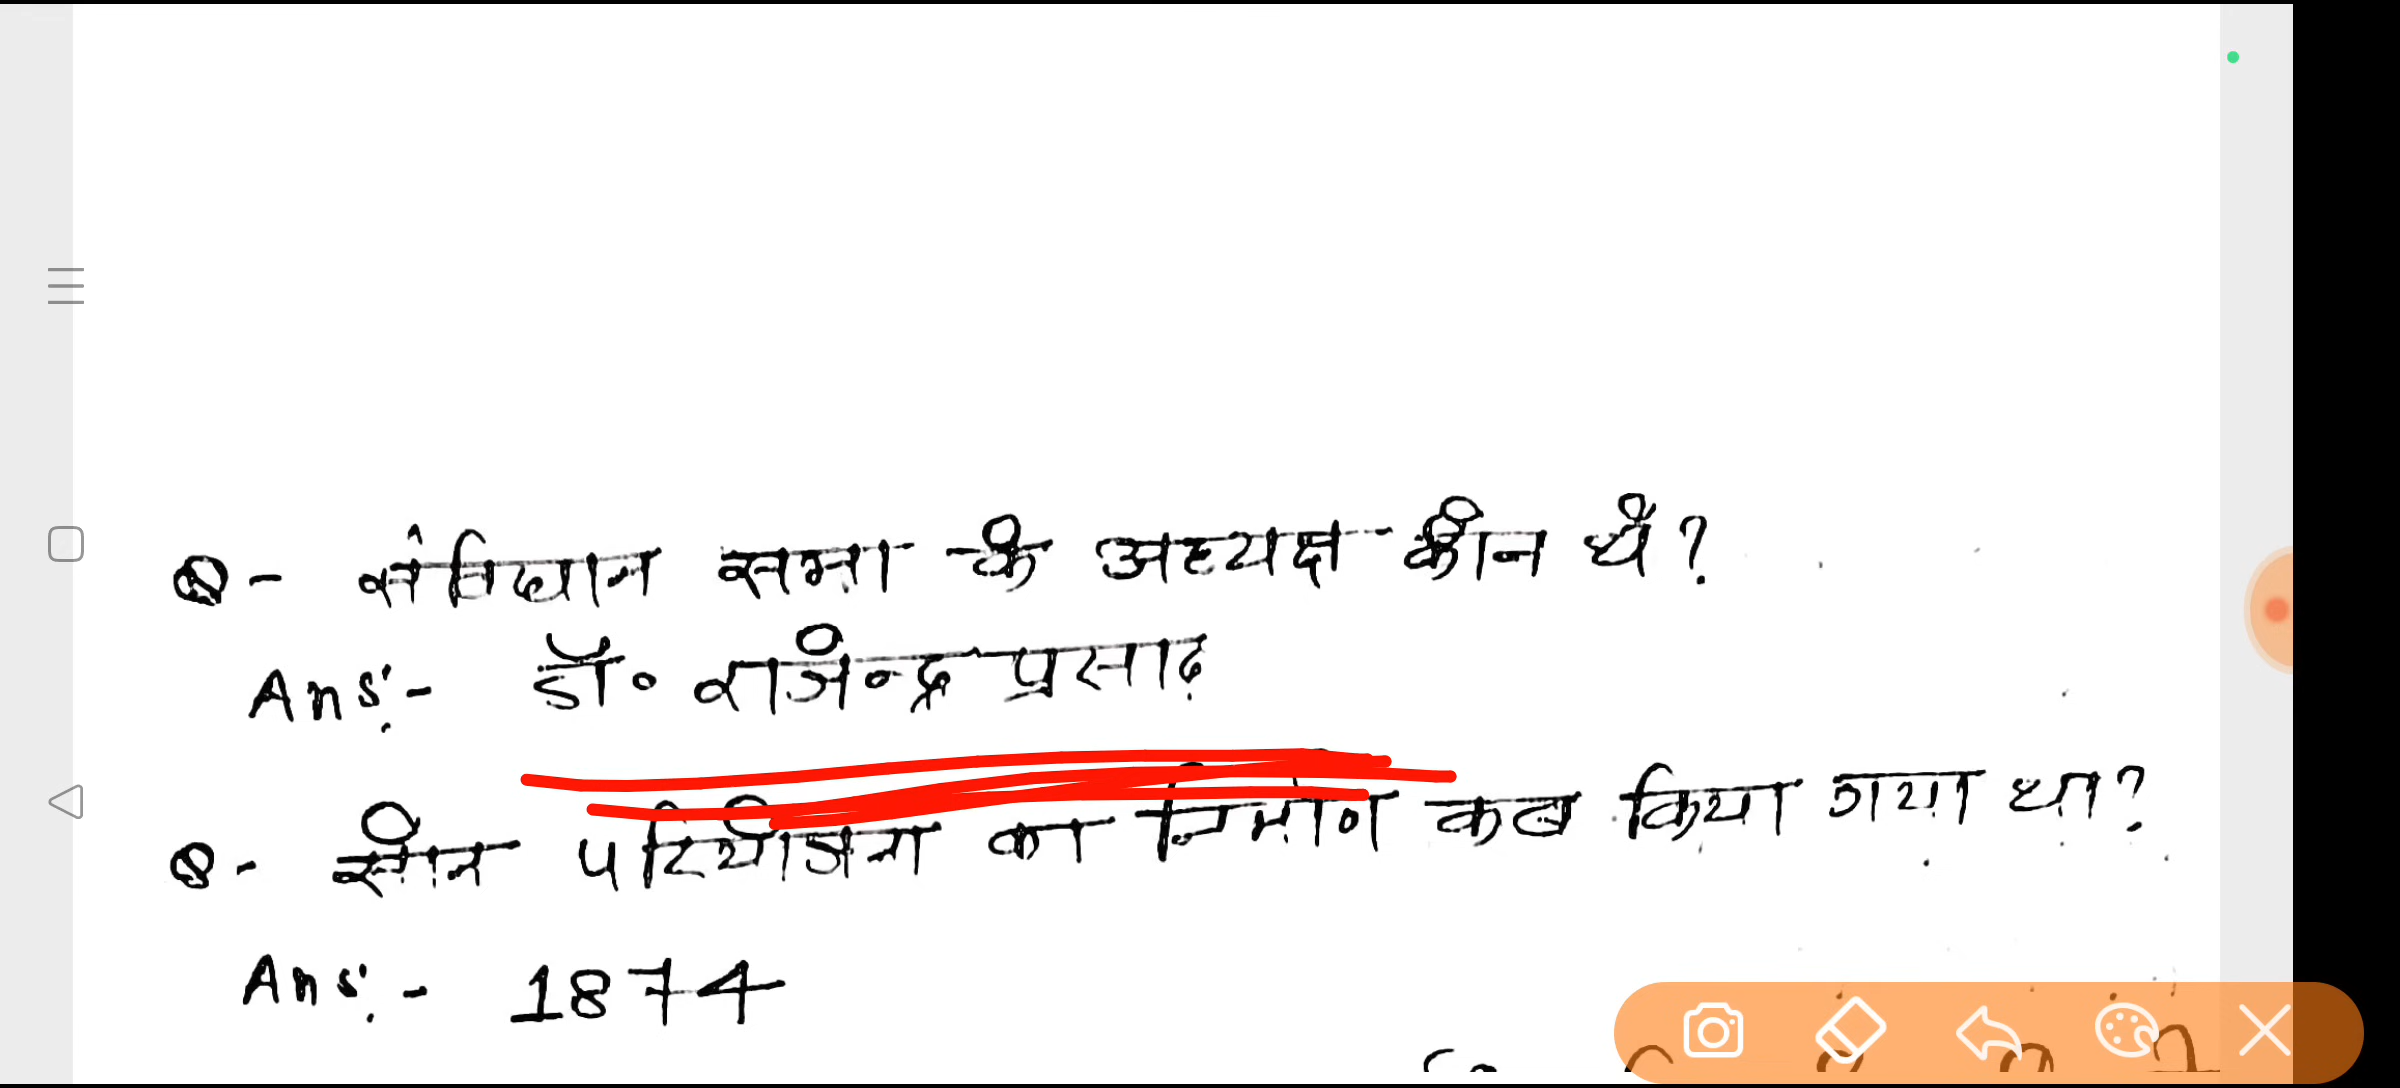 Q- संविधान सभा के अध्यक्ष कौन थे?
Ans:- डॉ० राजेन्द्र प्रसाद
Q- सोन परियोजना का निर्माण कब किया गया था?
Ans:- 1874